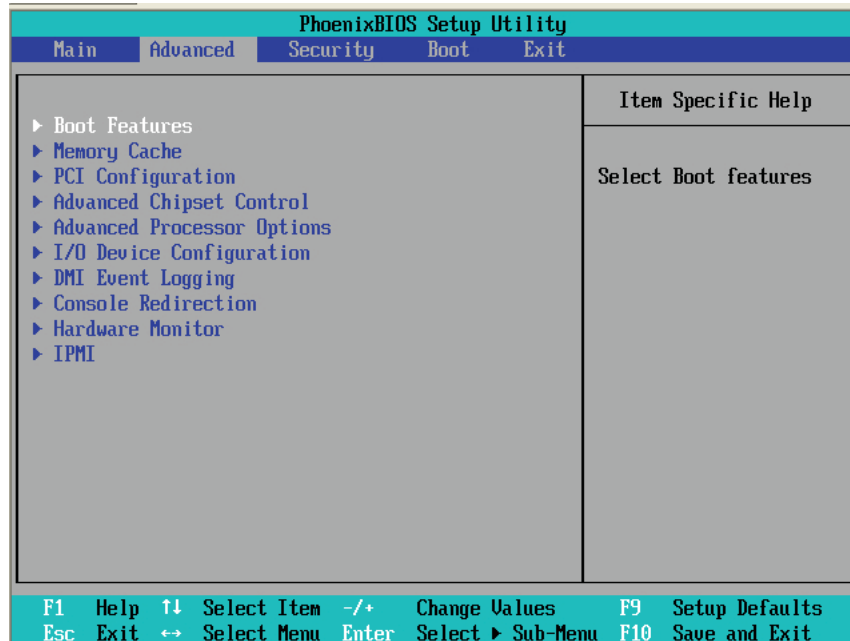 PhoenixBIOS Setup Utility
Main Advanced Security Boot Exit
Item Specific Help
▶ Boot Features
▶ Memory Cache
▶ PCI Configuration
Select Boot features
▶ Advanced Chipset Control
▶ Advanced Processor Options
▶ I/O Device Configuration
▶ DMI Event Logging
▶ Console Redirection
▶ Hardware Monitor
▶ IPMI
F1 Help ↑↓ Select Item -/+ Change Values F9 Setup Defaults
Esc Exit ↔ Select Menu Enter Select ▶ Sub-Menu F10 Save and Exit